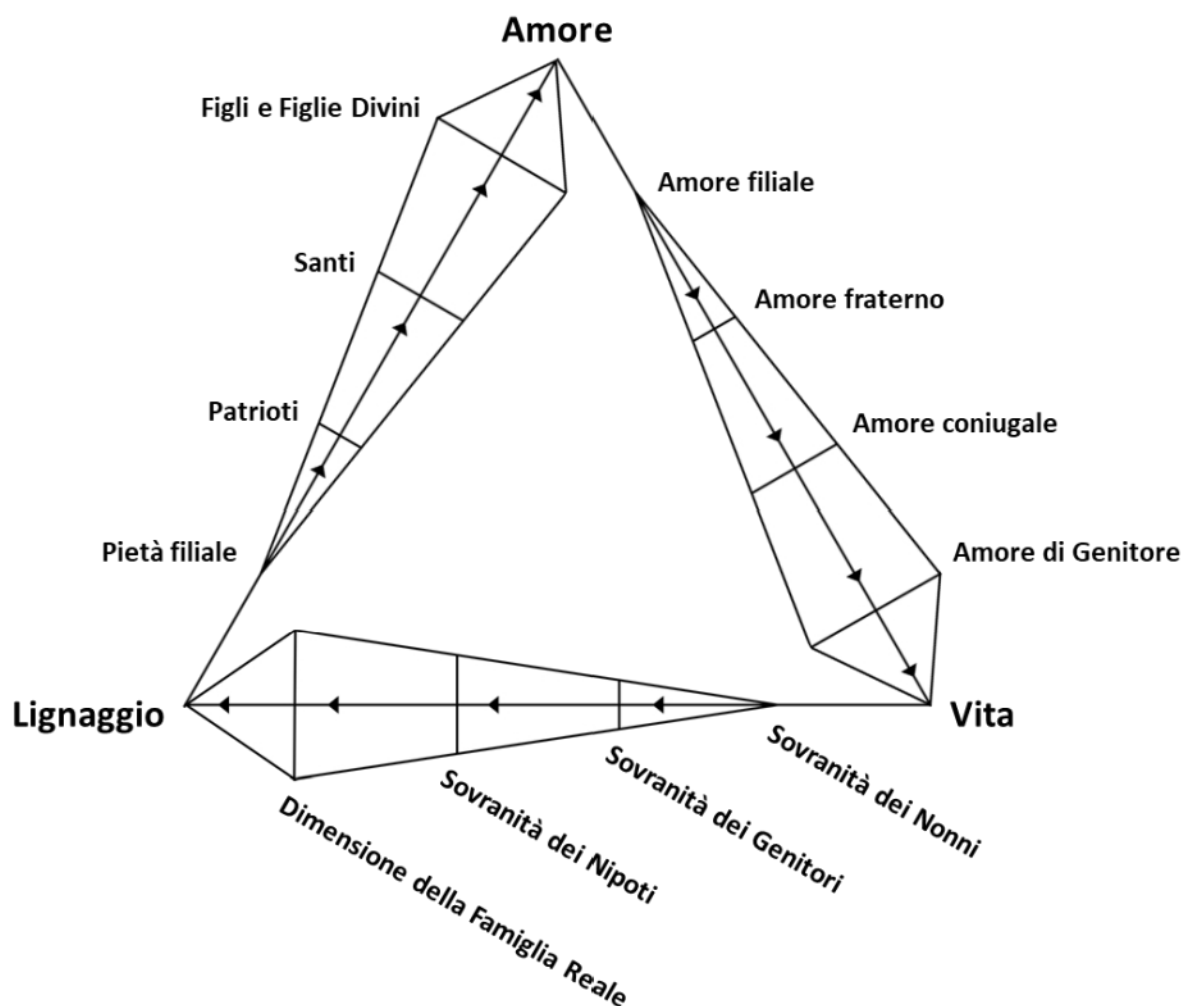 Amore
Figli e Figlie Divini
Amore filiale
Santi
Amore fraterno
Patrioti
Amore coniugale
Pietà filiale
Amore di Genitore
Lignaggio
Vita
Sovranità dei Nonni
Sovranità dei Genitori
Sovranità dei Nipoti
Dimensione della Famiglia Reale